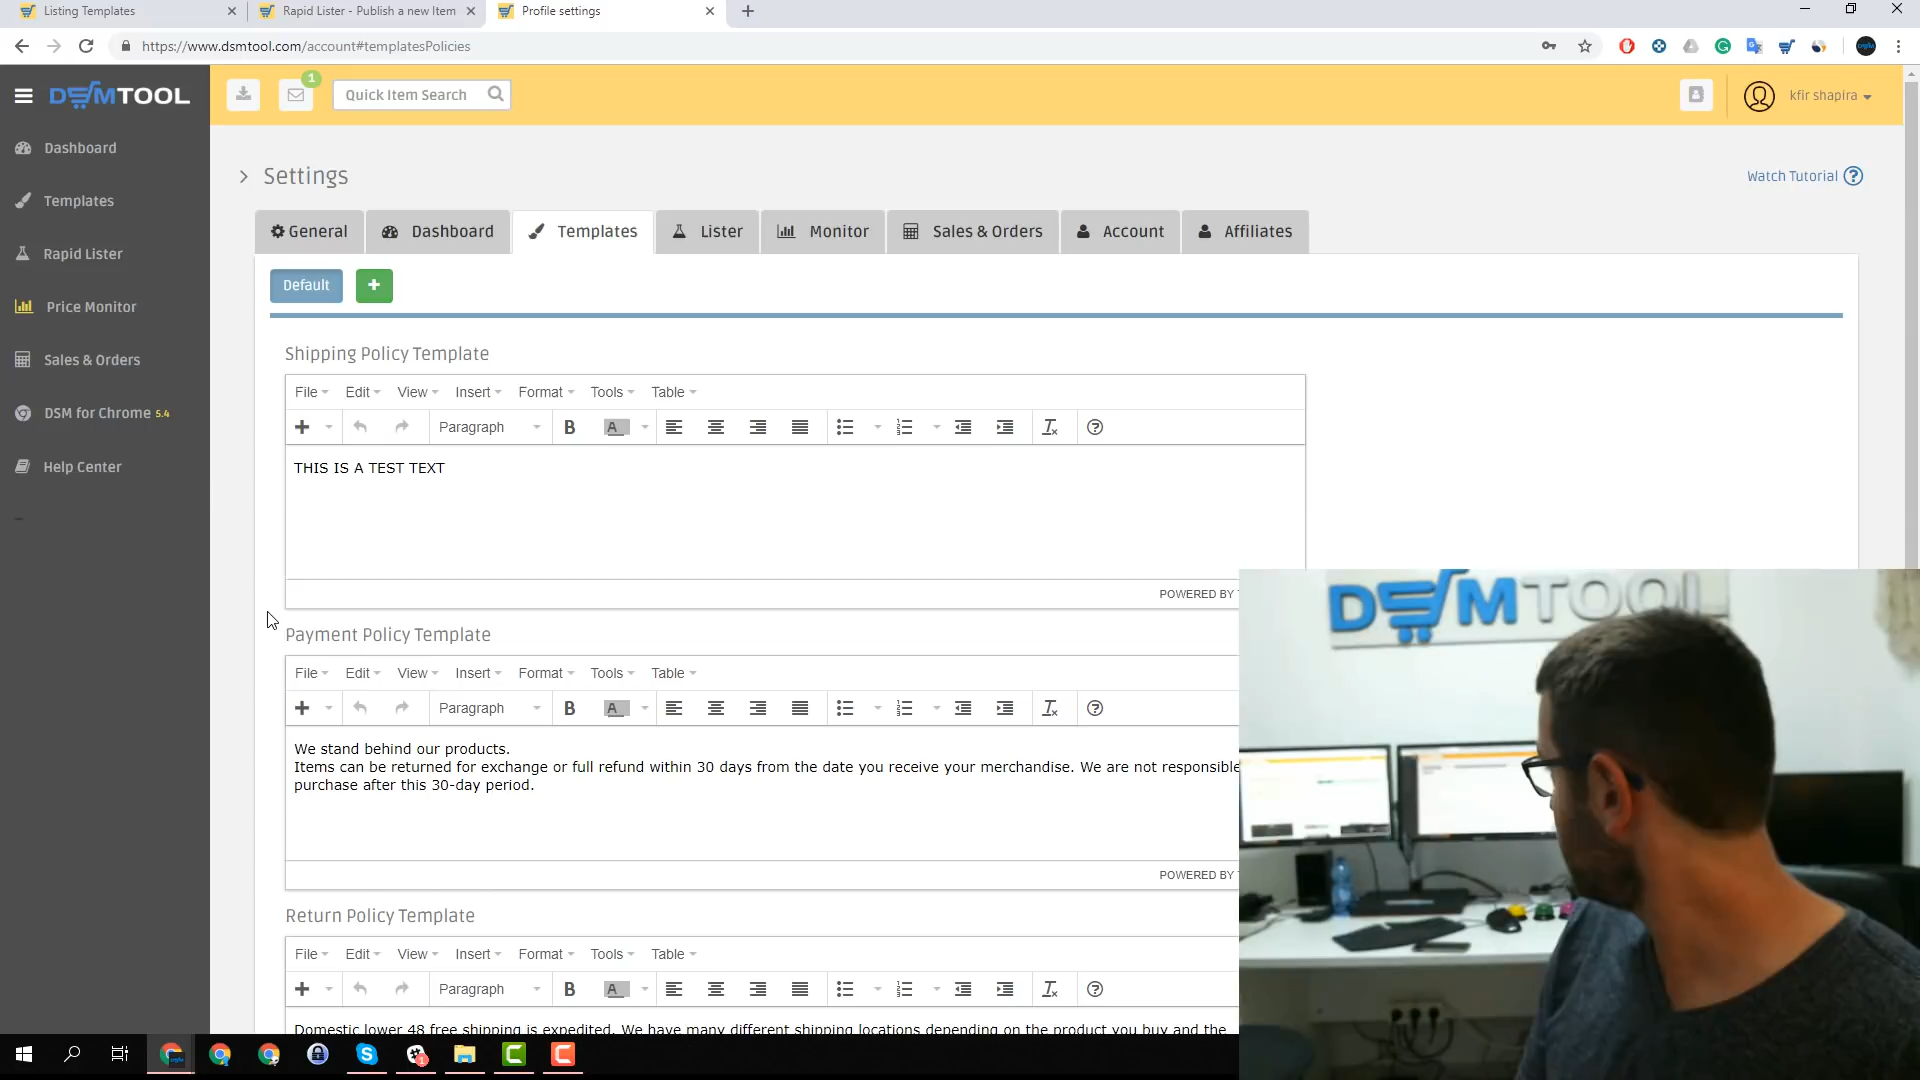 Listing Templates
Rapid Lister - Publish a new Item
Profile settings
https://www.dsmtool.com/account#templatesPolicies
DSMTOOL
1
Quick Item Search
kfir shapira
Dashboard
Templates
Rapid Lister
Price Monitor
Sales & Orders
DSM for Chrome 5.4
Help Center
Settings
Watch Tutorial
General
Dashboard
Templates
Lister
Monitor
Sales & Orders
Account
Affiliates
Default
+
Shipping Policy Template
File Edit View Insert Format Tools Table
Paragraph B A
THIS IS A TEST TEXT
POWERED BY
Payment Policy Template
File Edit View Insert Format Tools Table
Paragraph B A
We stand behind our products.
Items can be returned for exchange or full refund within 30 days from the date you receive your merchandise. We are not responsible
purchase after this 30-day period.
POWERED BY
Return Policy Template
File Edit View Insert Format Tools Table
Paragraph B A
Domestic lower 48 free shipping is expedited. We have many different shipping locations depending on the product you buy and the
DSMTOOL